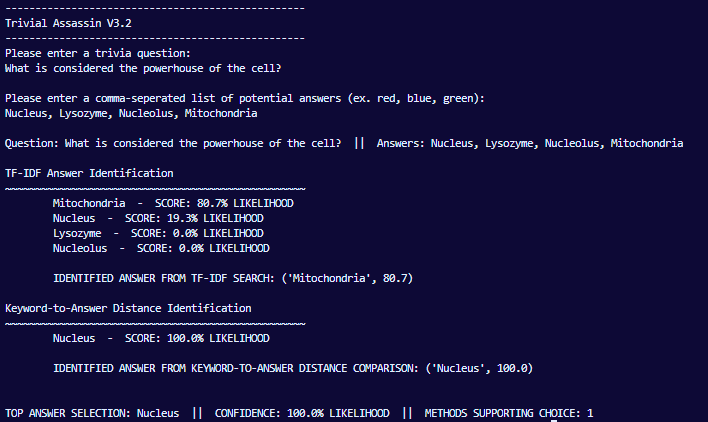 --------------------------------------------------
Trivial Assassin V3.2
--------------------------------------------------
Please enter a trivia question:
What is considered the powerhouse of the cell?
Please enter a comma-seperated list of potential answers (ex. red, blue, green):
Nucleus, Lysozyme, Nucleolus, Mitochondria
Question: What is considered the powerhouse of the cell?  ||  Answers: Nucleus, Lysozyme, Nucleolus, Mitochondria
TF-IDF Answer Identification
~~~~~~~~~~~~~~~~~~~~~~~~~~~~~~~~~~~~~~~~~~~~~~~~~~
Mitochondria  -  SCORE: 80.7% LIKELIHOOD
Nucleus  -  SCORE: 19.3% LIKELIHOOD
Lysozyme  -  SCORE: 0.0% LIKELIHOOD
Nucleolus  -  SCORE: 0.0% LIKELIHOOD
IDENTIFIED ANSWER FROM TF-IDF SEARCH: ('Mitochondria', 80.7)
Keyword-to-Answer Distance Identification
~~~~~~~~~~~~~~~~~~~~~~~~~~~~~~~~~~~~~~~~~~~~~~~~~~
Nucleus  -  SCORE: 100.0% LIKELIHOOD
IDENTIFIED ANSWER FROM KEYWORD-TO-ANSWER DISTANCE COMPARISON: ('Nucleus', 100.0)
TOP ANSWER SELECTION: Nucleus  ||  CONFIDENCE: 100.0% LIKELIHOOD  ||  METHODS SUPPORTING CHOICE: 1